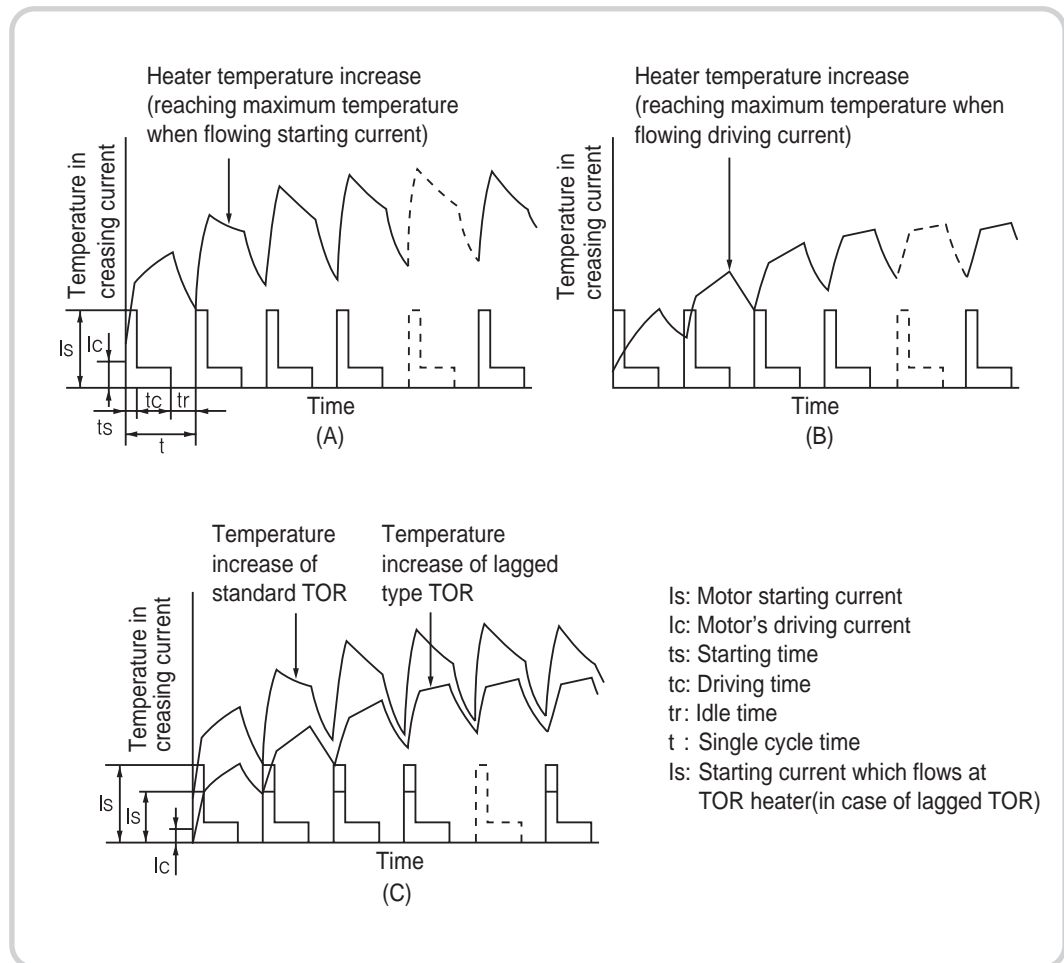 Heater temperature increase
(reaching maximum temperature
when flowing starting current)
Temperature in
creasing current
Is
Ic
tc
tr
ts
t
Time
(A)
Heater temperature increase
(reaching maximum temperature when
flowing driving current)
Temperature in
creasing current
Time
(B)
Temperature
increase of
standard TOR
Temperature
increase of lagged
type TOR
Temperature in
creasing current
Is
Is
Ic
Time
(C)
Is: Motor starting current
Ic: Motor's driving current
ts: Starting time
tc: Driving time
tr: Idle time
t : Single cycle time
Is: Starting current which flows at
TOR heater(in case of lagged TOR)